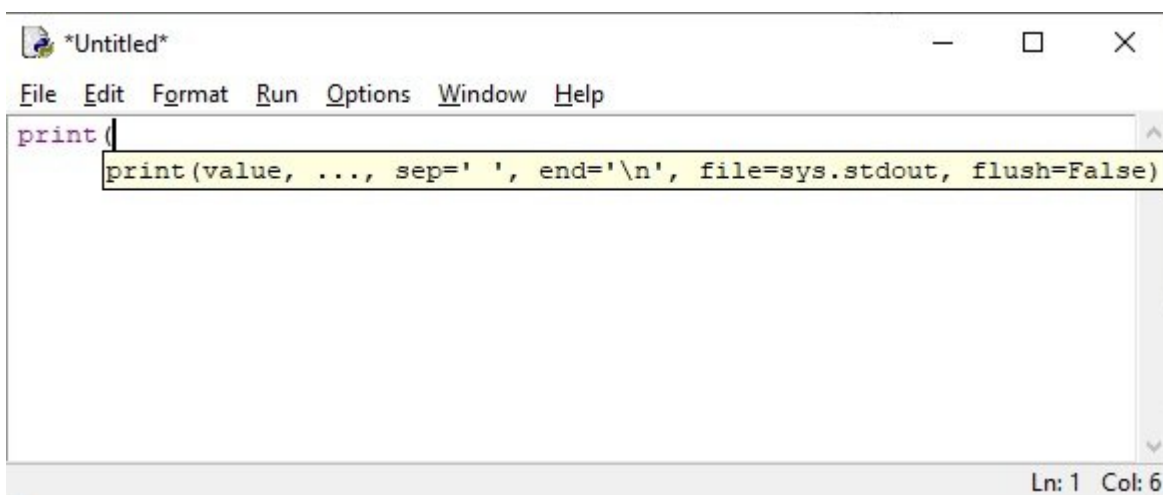 *Untitled*
File Edit Format Run Options Window Help
print(
print(value, ..., sep=' ', end='\n', file=sys.stdout, flush=False)
Ln: 1 Col: 6